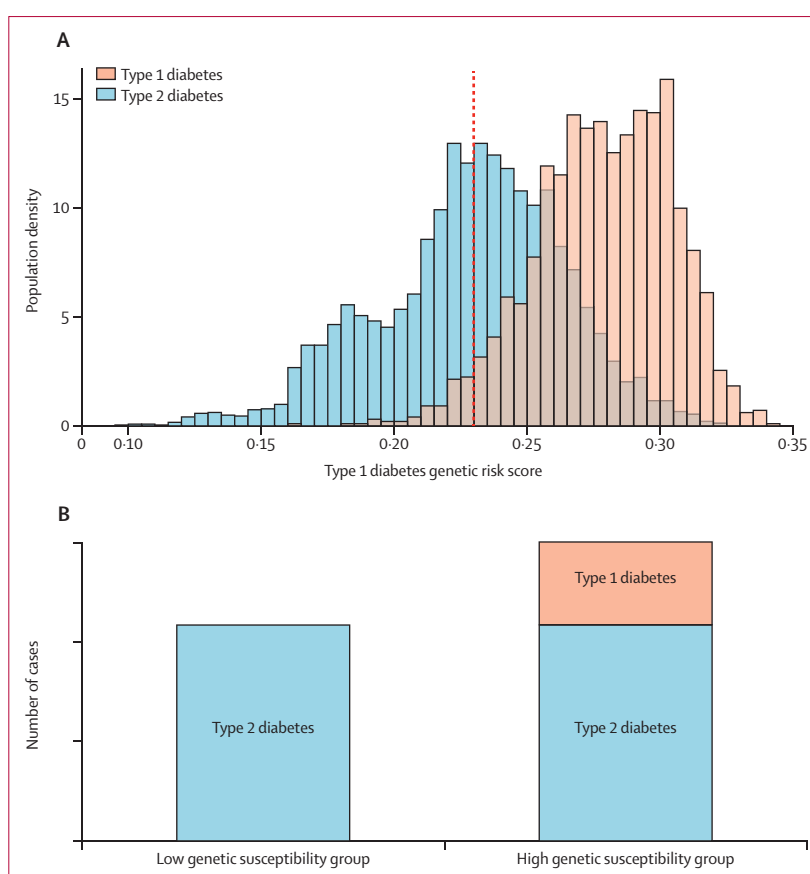 A
Type 1 diabetes
Type 2 diabetes
15
10
5
0
Population density
0 0·10 0·15 0·20 0·25 0·30 0·35
Type 1 diabetes genetic risk score
B
Number of cases
Type 1 diabetes
Type 2 diabetes
Type 2 diabetes
Low genetic susceptibility group
High genetic susceptibility group